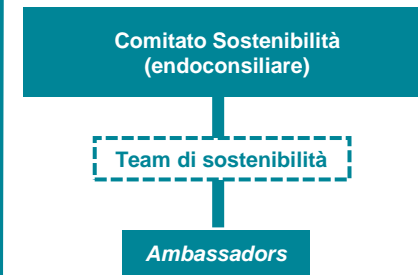 Comitato Sostenibilità
(endoconsiliare)
Team di sostenibilità
Ambassadors